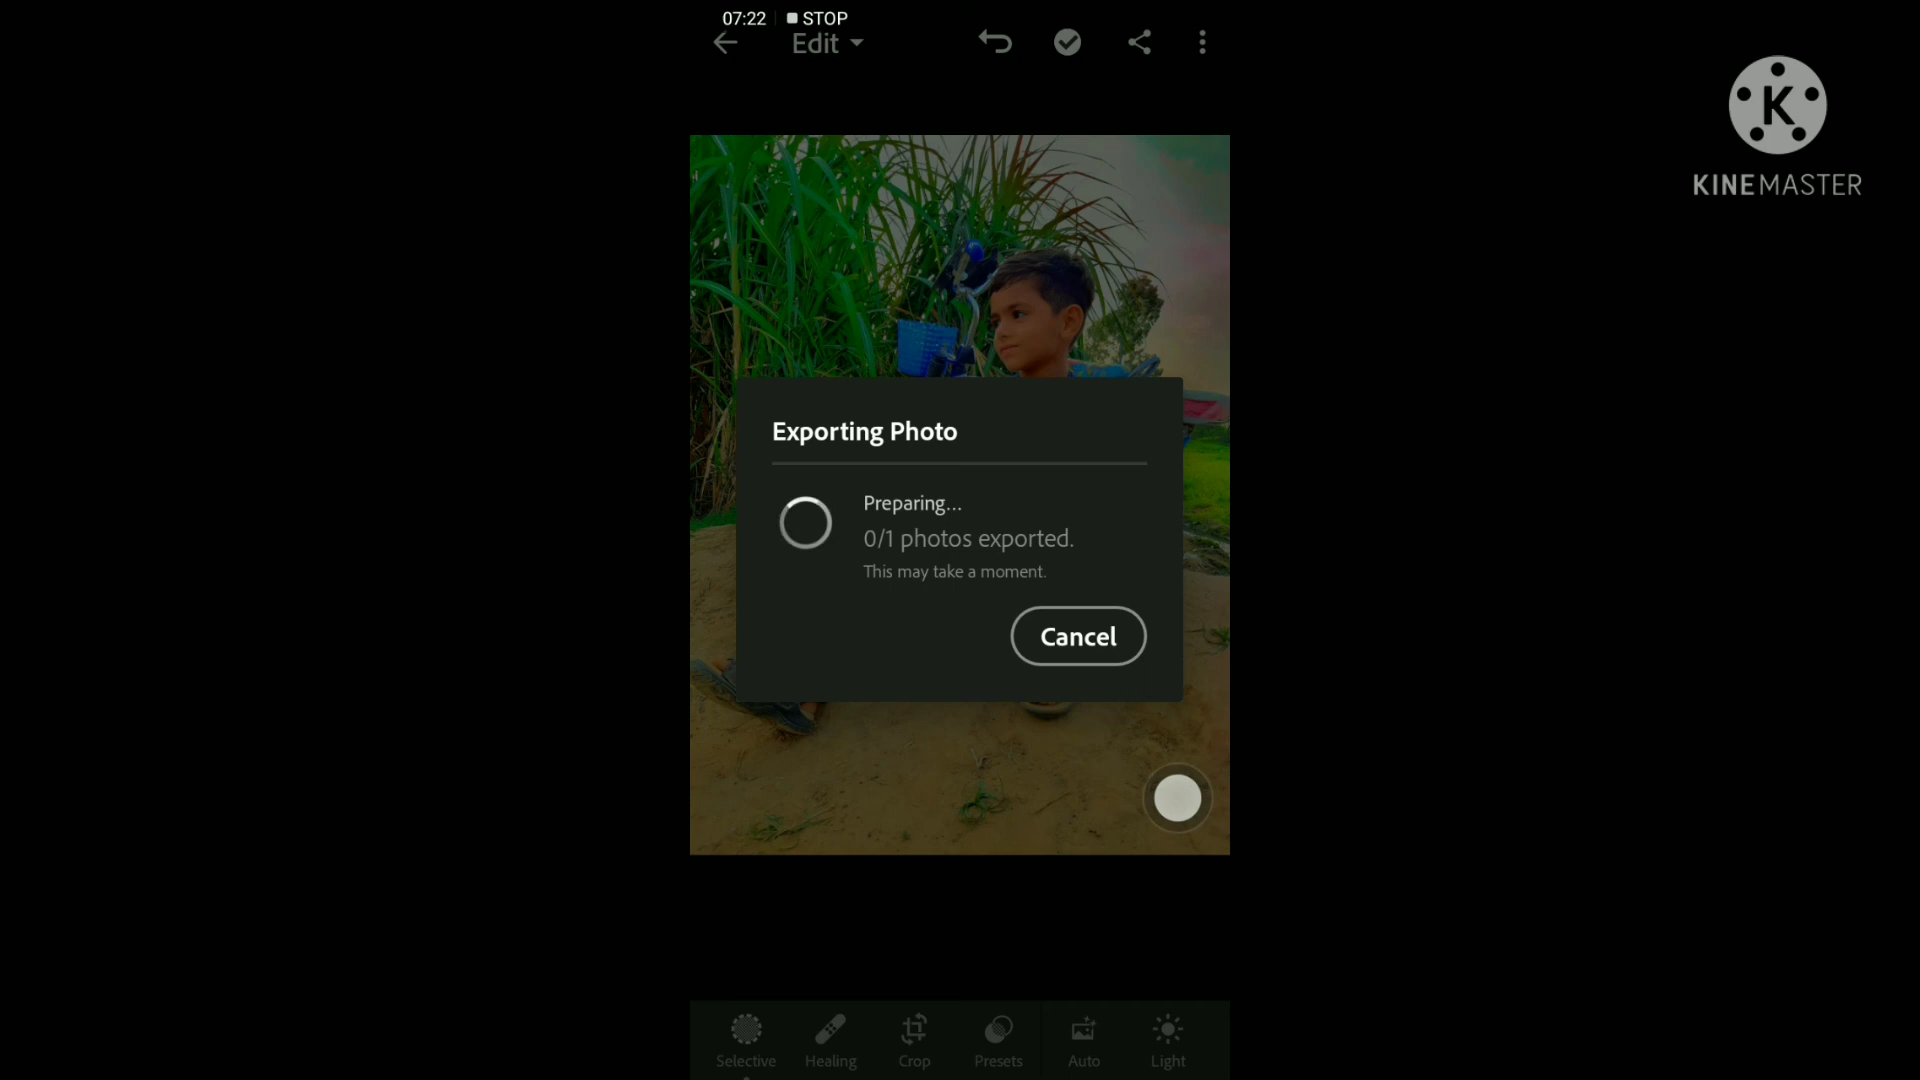 07:22 STOP
Edit
K
KINEMASTER
Exporting Photo
Preparing...
0/1 photos exported.
This may take a moment.
Cancel
Selective Healing Crop Presets Auto Light